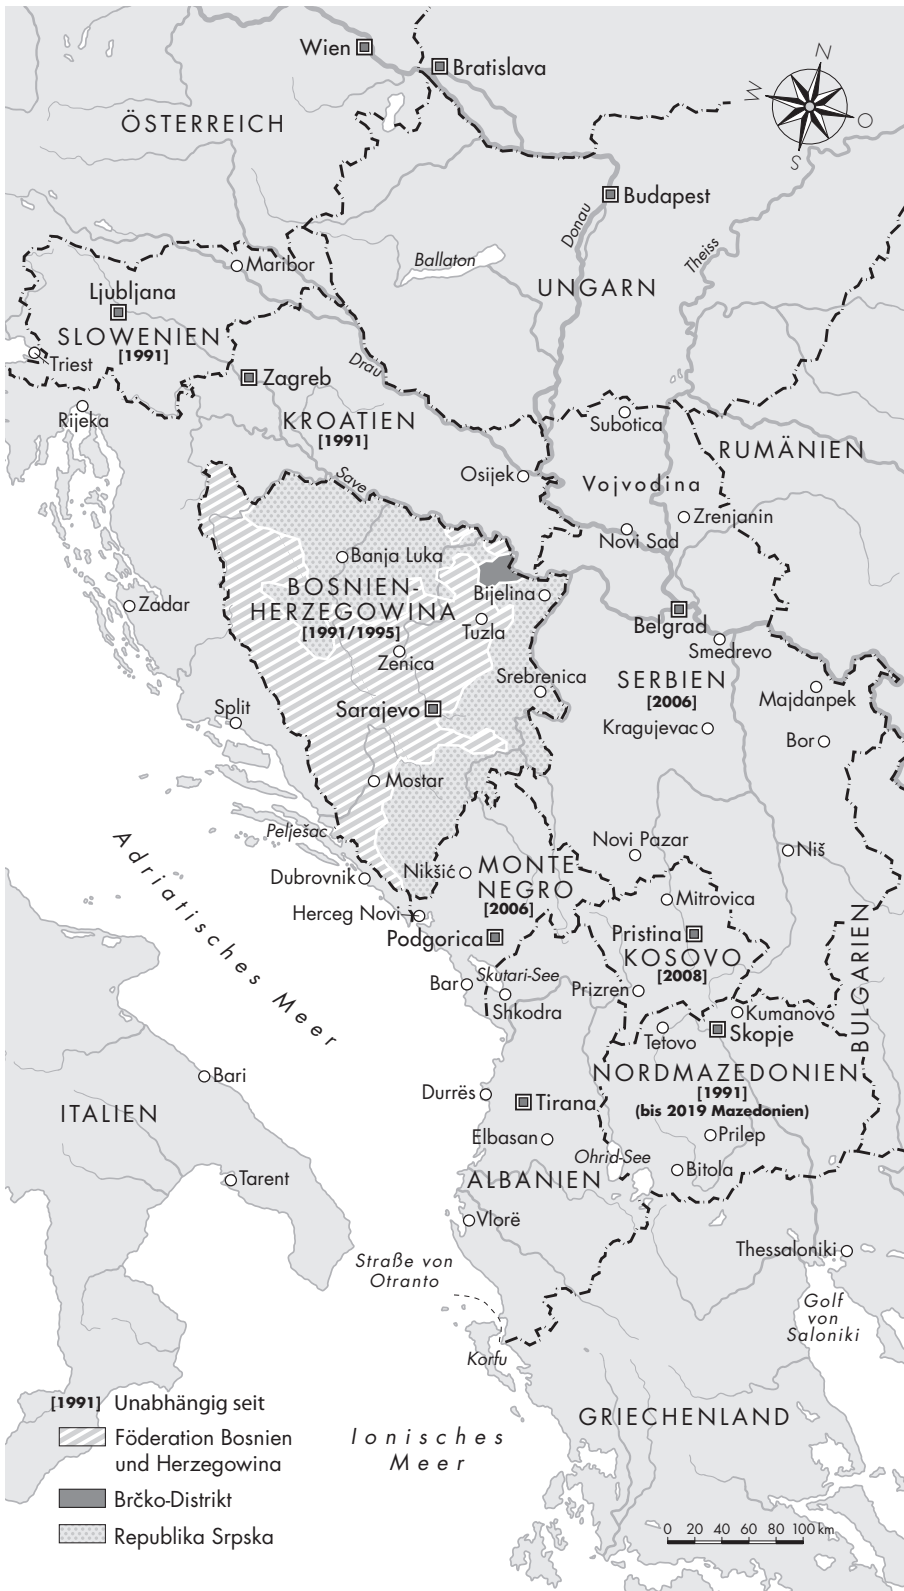 Wien
Bratislava
N
W
O
S
ÖSTERREICH
Budapest
Donau
Theiss
Maribor
Ballaton
UNGARN
Ljubljana
SLOWENIEN
[1991]
Triest
Drau
Zagreb
Rijeka
KROATIEN
[1991]
Subotica
RUMÄNIEN
Save
Osijek
Vojvodina
Zrenjanin
Novi Sad
Banja Luka
BOSNIEN-
HERZEGOWINA
[1991/1995]
Bijelina
Zadar
Tuzla
Belgrad
Smedrevo
Zenica
Srebrenica
SERBIEN
[2006]
Majdanpek
Split
Sarajevo
Kragujevac
Bor
Mostar
Pelješac
Novi Pazar
Niš
Dubrovnik
Nikšić
MONTE
NEGRO
[2006]
Mitrovica
Herceg Novi
Podgorica
Pristina
KOSOVO
[2008]
BULGARIEN
Adriatisches Meer
Bar
Skutari-See
Shkodra
Prizren
Kumanovo
Tetovo
Skopje
Bari
NORDMAZEDONIEN
[1991]
(bis 2019 Mazedonien)
Durrës
Tirana
ITALIEN
Elbasan
Prilep
Ohrid-See
Bitola
ALBANIEN
Tarent
Vlorë
Thessaloniki
Straße von
Otranto
Golf
von
Saloniki
Korfu
[1991] Unabhängig seit
GRIECHENLAND
Föderation Bosnien
und Herzegowina
Ionisches
Meer
Brčko-Distrikt
Republika Srpska
0 20 40 60 80 100 km